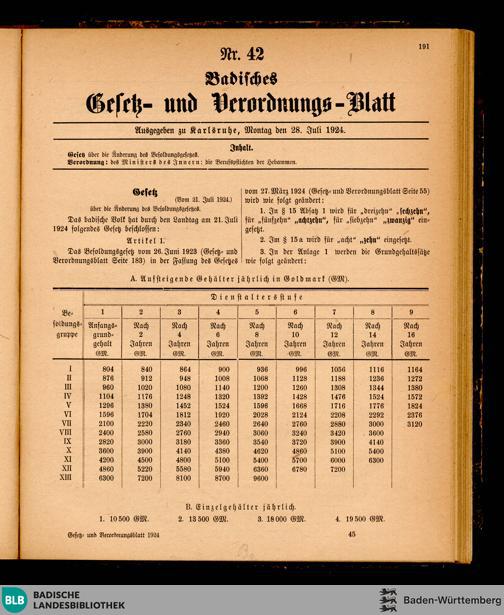 191
Nr. 42
Badisches
Gesetz- und Verordnungs-Blatt
Ausgegeben zu Karlsruhe, Montag den 28. Juli 1924.
Inhalt.
Gesetz über die Änderung des Besoldungsgesetzes.
Verordnung: des Ministers des Innern: die Berufspflichten der Hebammen.
Gesetz
(Vom 21. Juli 1924.)
über die Änderung des Besoldungsgesetzes.
Das badische Volk hat durch den Landtag am 21. Juli
1924 folgendes Gesetz beschlossen:
Artikel I.
Das Besoldungsgesetz vom 26. Juni 1923 (Gesetz- und
Verordnungsblatt Seite 183) in der Fassung des Gesetzes
vom 27. März 1924 (Gesetz- und Verordnungsblatt Seite 55)
wird wie folgt geändert:
1. In § 15 Absatz 1 wird für „dreizehn“ „sechzehn“,
für „fünfzehn“ „achtzehn“, für „siebzehn“ „zwanzig“ ein-
gesetzt.
2. Im § 15a wird für „acht“ „zehn“ eingesetzt.
3. In der Anlage 1 werden die Grundgehaltssätze
wie folgt geändert:
A. Aufsteigende Gehälter jährlich in Goldmark (GM).
Be-
soldungs-
gruppe
Dienstaltersstufe
1 2 3 4 5 6 7 8 9
Anfangs- Nach Nach Nach Nach Nach Nach Nach Nach
grund- 2 4 6 8 10 12 14 16
gehalt Jahren Jahren Jahren Jahren Jahren Jahren Jahren Jahren
GM. GM. GM. GM. GM. GM. GM. GM. GM.
I 804 840 864 900 936 996 1056 1116 1164
II 876 912 948 1008 1068 1128 1188 1236 1272
III 960 1020 1080 1140 1200 1260 1308 1344 1380
IV 1104 1176 1248 1320 1392 1428 1476 1524 1572
V 1296 1380 1452 1524 1596 1668 1716 1776 1824
VI 1596 1704 1812 1920 2028 2124 2208 2292 2376
VII 2100 2220 2340 2460 2640 2760 2880 3000 3120
VIII 2400 2580 2760 2940 3060 3240 3420 3600
IX 2820 3000 3180 3360 3540 3720 3900 4140
X 3600 3900 4140 4380 4620 4860 5100 5400
XI 4200 4500 4800 5100 5400 5700 6000 6300
XII 4860 5220 5580 5940 6360 6780 7200
XIII 6300 7200 8100 8700 9600
B. Einzelgehälter jährlich.
1. 10 500 GM. 2. 13 500 GM. 3. 18 000 GM. 4. 19 500 GM.
Gesetz- und Verordnungsblatt 1924 45
BLB BADISCHE
LANDESBIBLIOTHEK
Baden-Württemberg